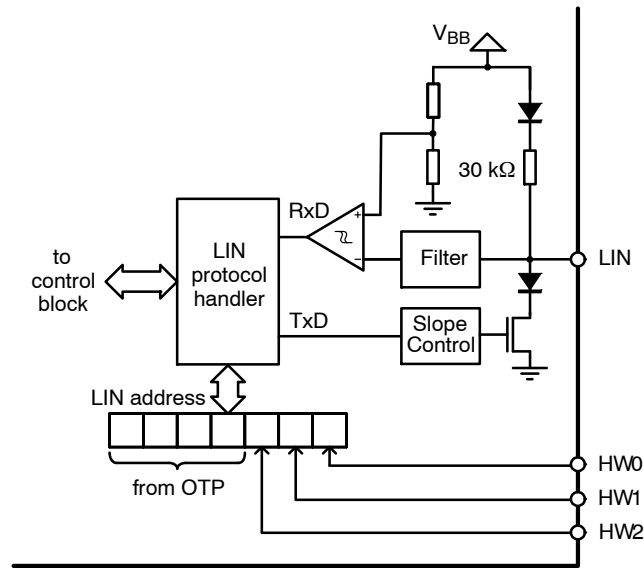 VBB
30 kΩ
RxD
+
−
LIN
protocol
handler
to
control
block
Filter
LIN
TxD
Slope
Control
LIN address
from OTP
HW0
HW1
HW2